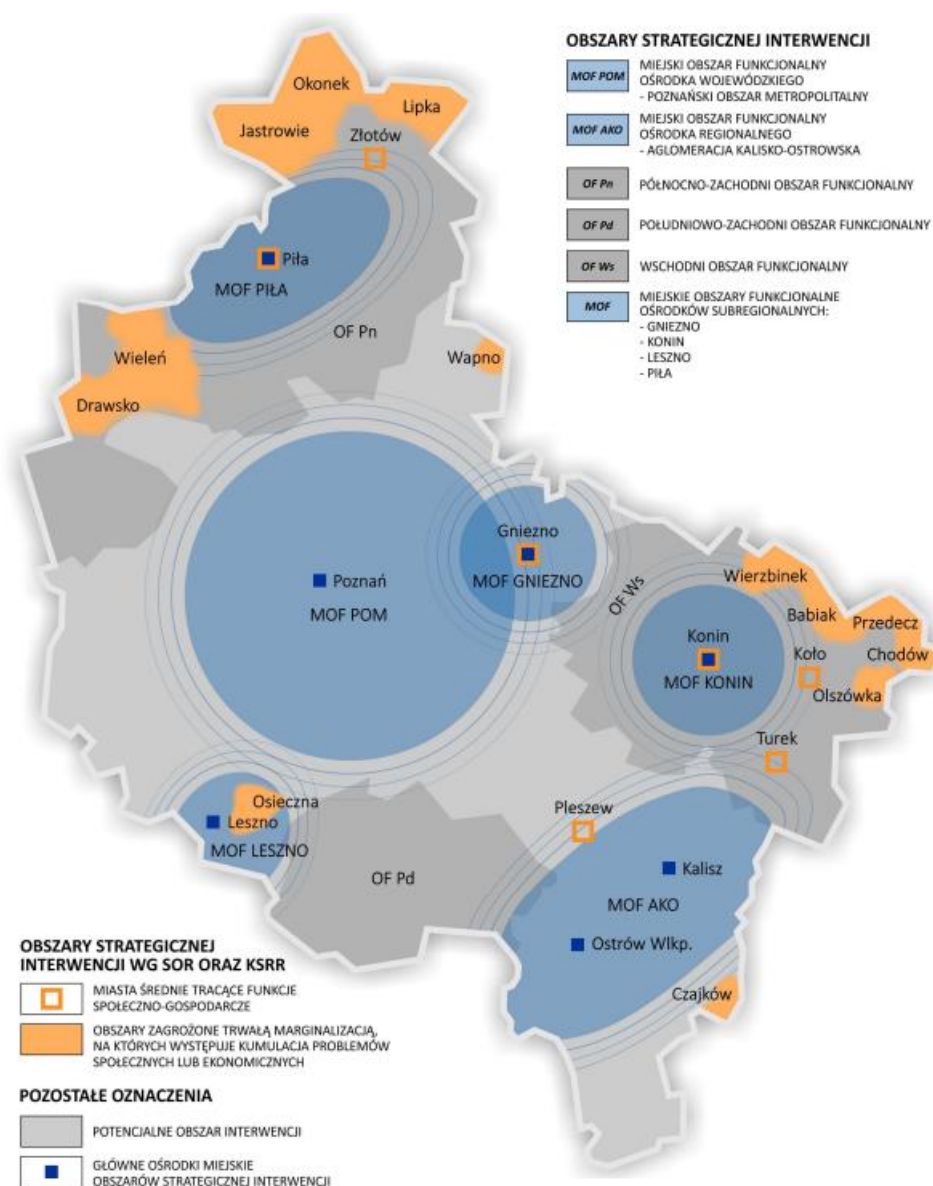 OBSZARY STRATEGICZNEJ INTERWENCJI
MOF POM
MIEJSKI OBSZAR FUNKCJONALNY
OŚRODKA WOJEWÓDZKIEGO
- POZNAŃSKI OBSZAR METROPOLITALNY
MOF AKO
MIEJSKI OBSZAR FUNKCJONALNY
OŚRODKA REGIONALNEGO
- AGLOMERACJA KALISKO-OSTROWSKA
OF Pn
PÓŁNOCNO-ZACHODNI OBSZAR FUNKCJONALNY
OF Pd
POŁUDNIOWO-ZACHODNI OBSZAR FUNKCJONALNY
OF Ws
WSCHODNI OBSZAR FUNKCJONALNY
MOF
MIEJSKIE OBSZARY FUNKCJONALNE
OŚRODKÓW SUBREGIONALNYCH:
- GNIEZNO
- KONIN
- LESZNO
- PIŁA
Okonek
Lipka
Jastrowie
Złotów
Piła
MOF PIŁA
OF Pn
Wieleń
Wapno
Drawsko
Gniezno
MOF GNIEZNO
Poznań
MOF POM
OF Ws
Wierzbinek
Babiak
Przedecz
Konin
Koło
Chodów
MOF KONIN
Olszówka
Turek
Osieczna
Leszno
MOF LESZNO
Pleszew
Kalisz
OF Pd
MOF AKO
Ostrów Wlkp.
Czajków
OBSZARY STRATEGICZNEJ
INTERWENCJI WG SOR ORAZ KSRR
MIASTA ŚREDNIE TRACĄCE FUNKCJE
SPOŁECZNO-GOSPODARCZE
OBSZARY ZAGROŻONE TRWAŁĄ MARGINALIZACJĄ,
NA KTÓRYCH WYSTĘPUJE KUMULACJA PROBLEMÓW
SPOŁECZNYCH LUB EKONOMICZNYCH
POZOSTAŁE OZNACZENIA
POTENCJALNE OBSZAR INTERWENCJI
GŁÓWNE OŚRODKI MIEJSKIE
OBSZARÓW STRATEGICZNEJ INTERWENCJI